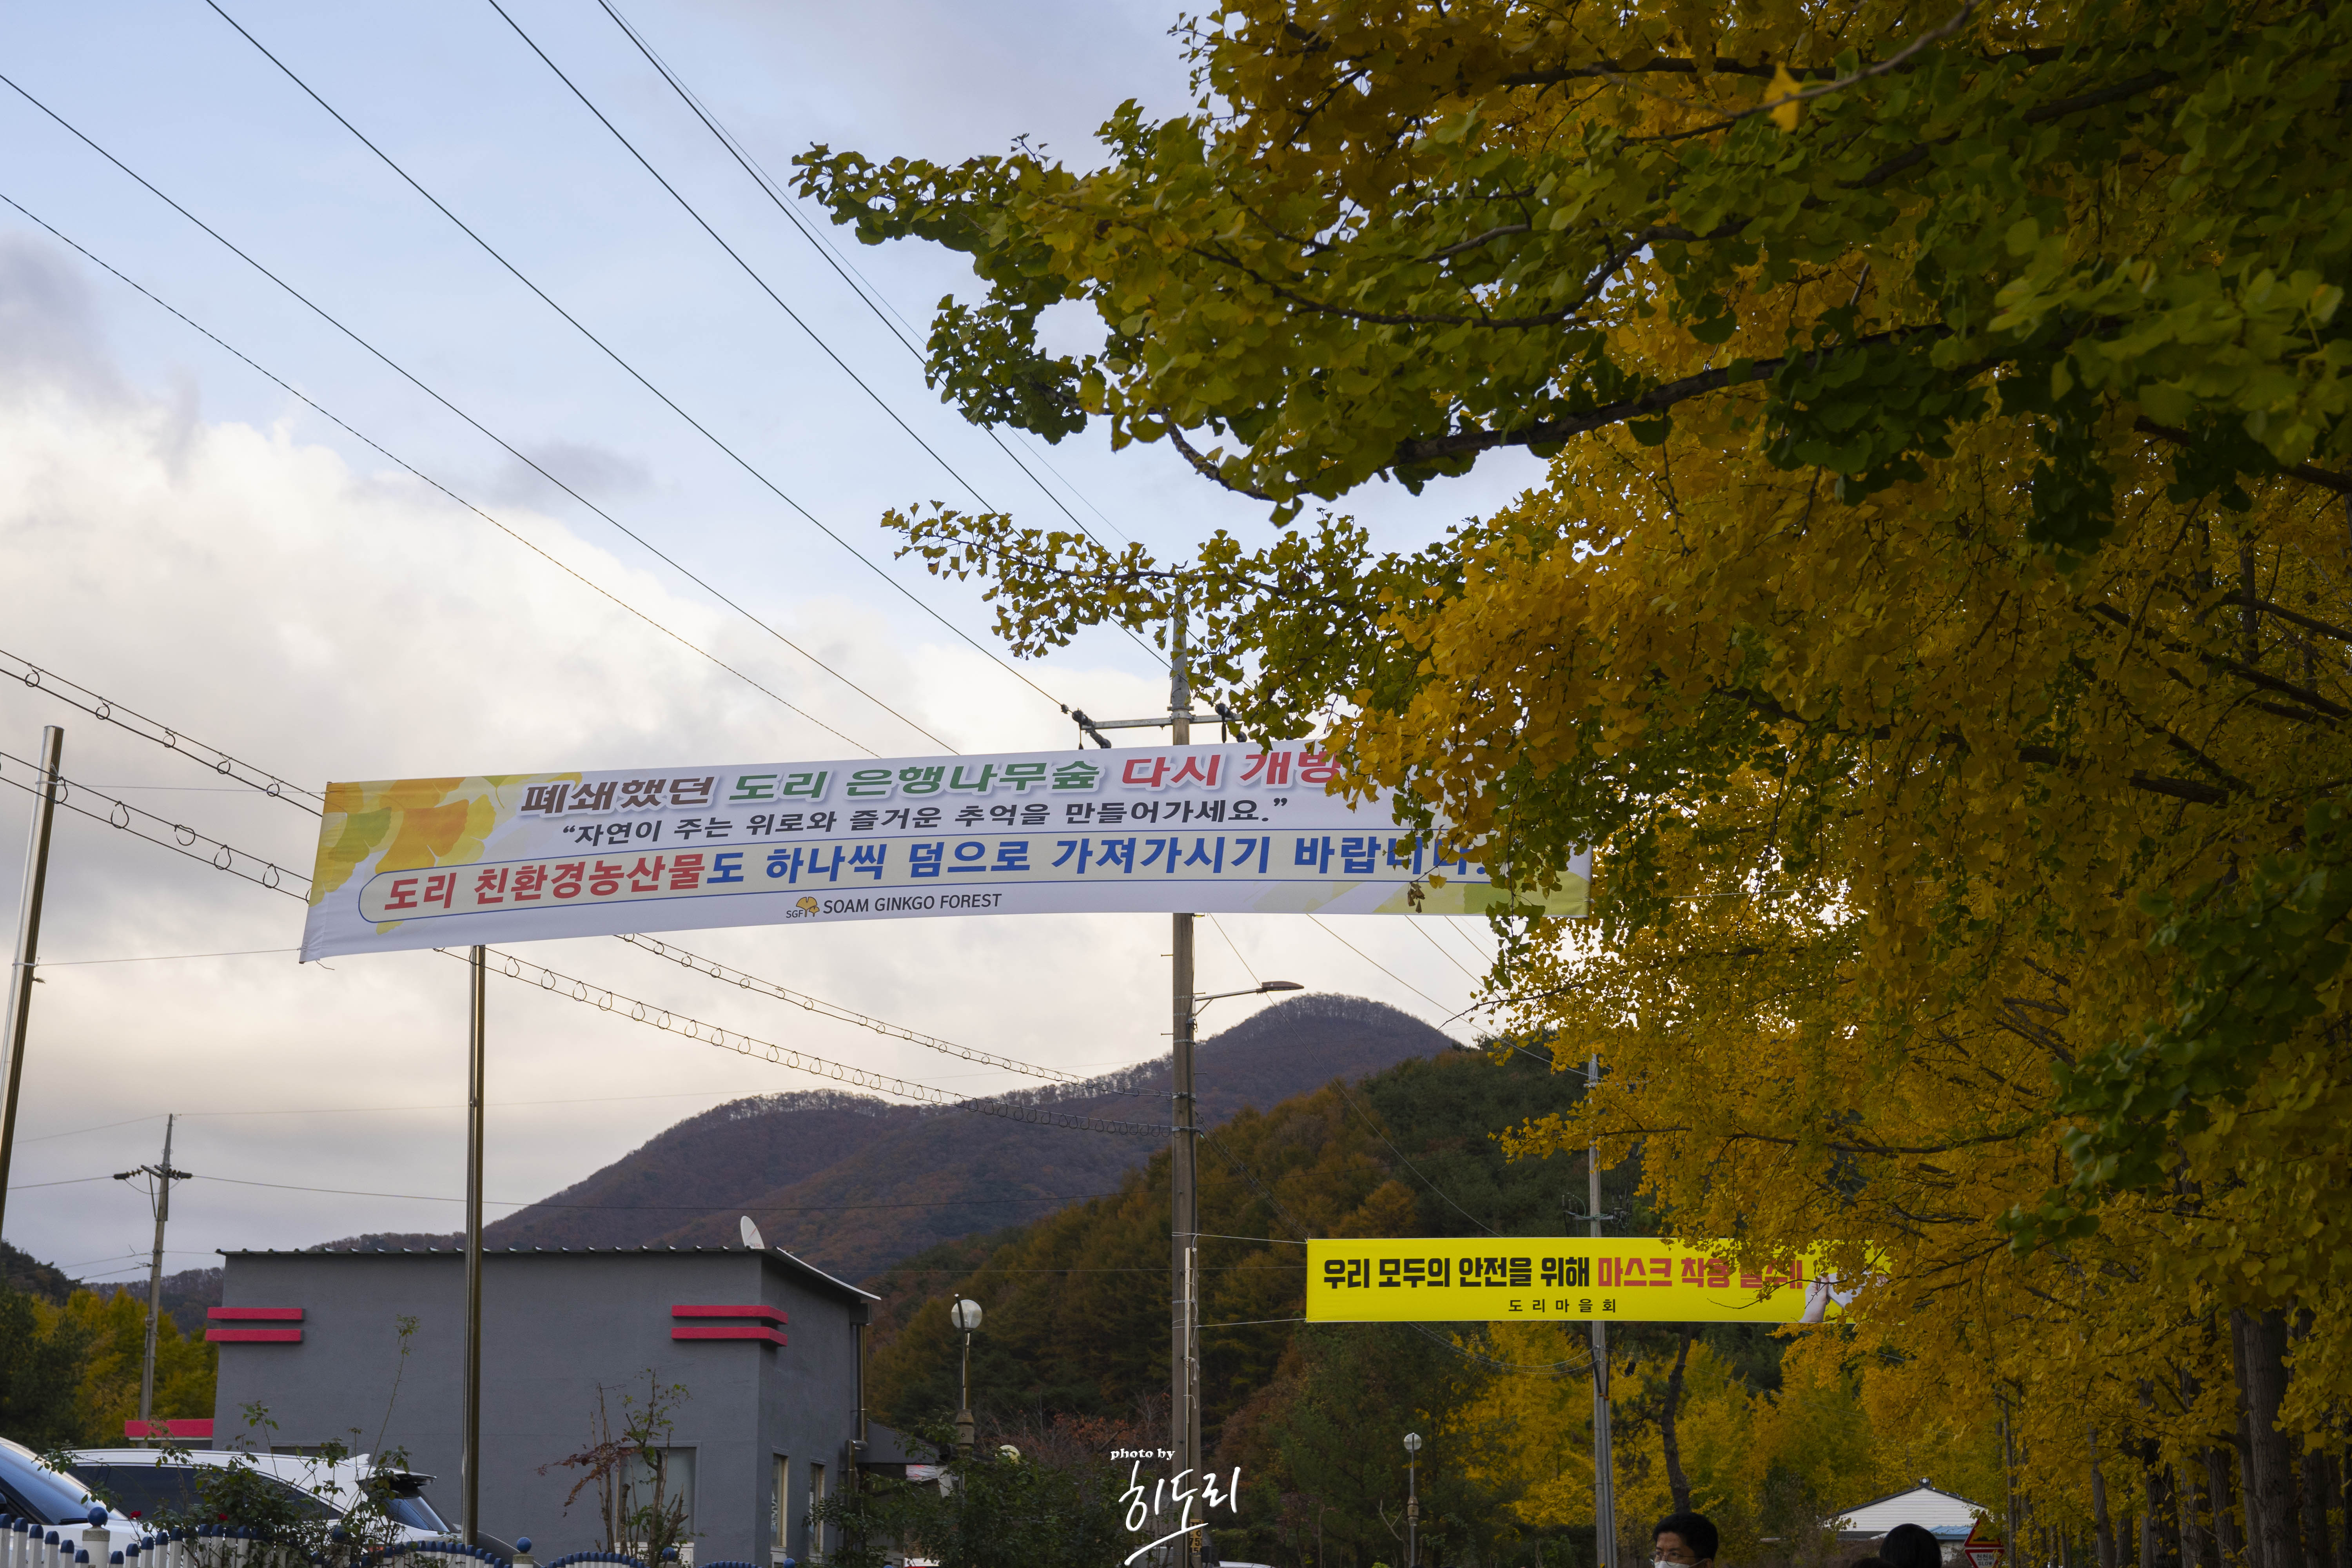 폐쇄했던 도리 은행나무숲 다시 개방
“자연이 주는 위로와 즐거운 추억을 만들어가세요.”
도리 친환경농산물도 하나씩 덤으로 가져가시기 바랍니다.
SGF SOAM GINKGO FOREST
우리 모두의 안전을 위해 마스크 착용
도리마을회
photo by
히도리